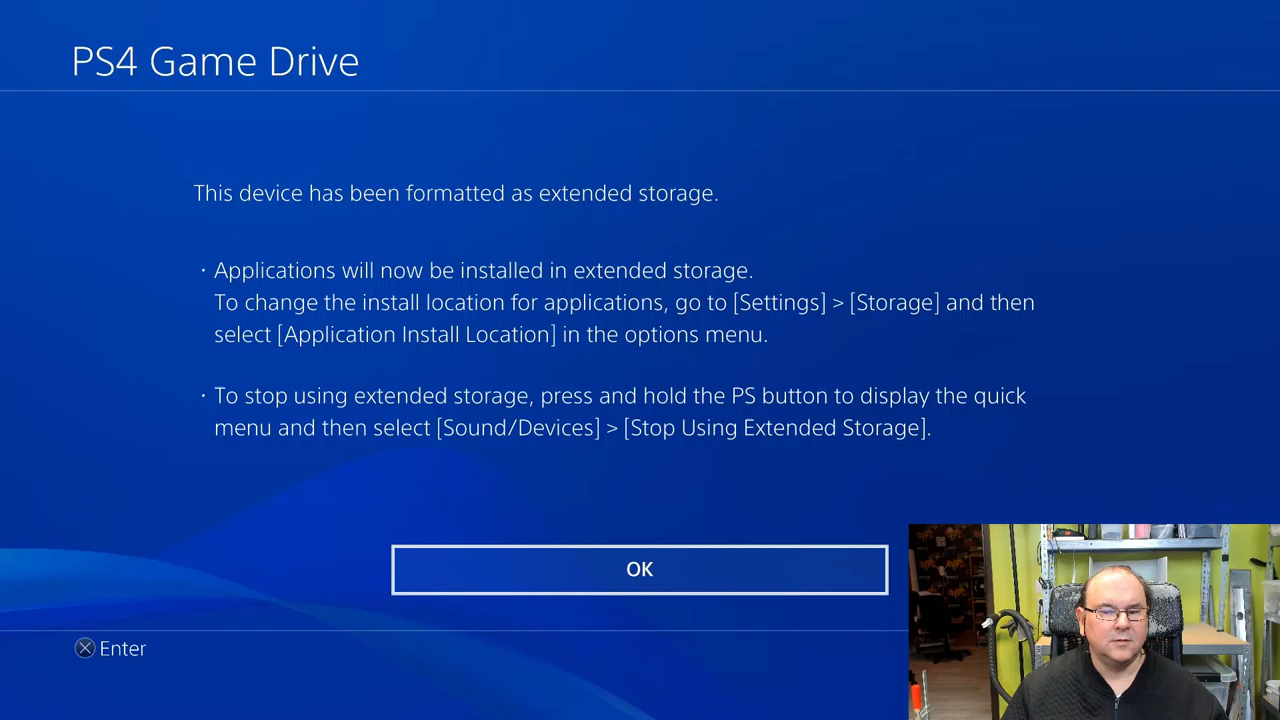 PS4 Game Drive
This device has been formatted as extended storage.
· Applications will now be installed in extended storage.
To change the install location for applications, go to [Settings] > [Storage] and then
select [Application Install Location] in the options menu.
· To stop using extended storage, press and hold the PS button to display the quick
menu and then select [Sound/Devices] > [Stop Using Extended Storage].
OK
Enter